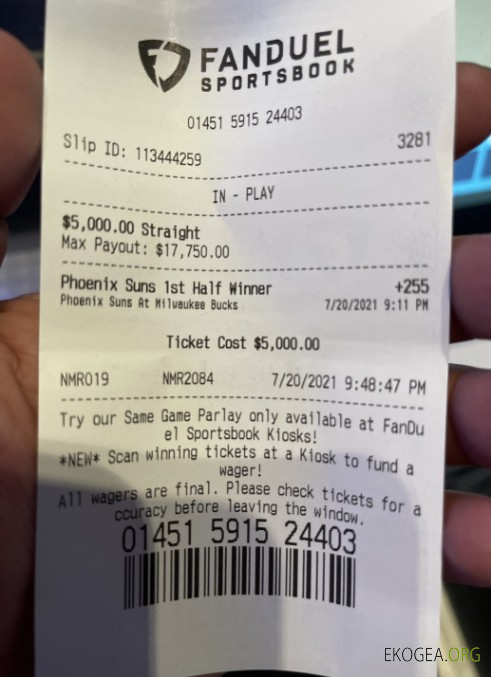 FANDUEL
SPORTSBOOK
01451 5915 24403
Slip ID: 113444259 3281
IN - PLAY
$5,000.00 Straight
Max Payout: $17,750.00
Phoenix Suns 1st Half Winner +255
Phoenix Suns At Milwaukee Bucks 7/20/2021 9:11 PM
Ticket Cost $5,000.00
NMR019 NMR2084 7/20/2021 9:48:47 PM
Try our Same Game Parlay only available at FanDu
el Sportsbook Kiosks!
*NEW* Scan winning tickets at a Kiosk to fund a
wager!
All wagers are final. Please check tickets for a
ccuracy before leaving the window.
01451 5915 24403
EKOGEA.ORG